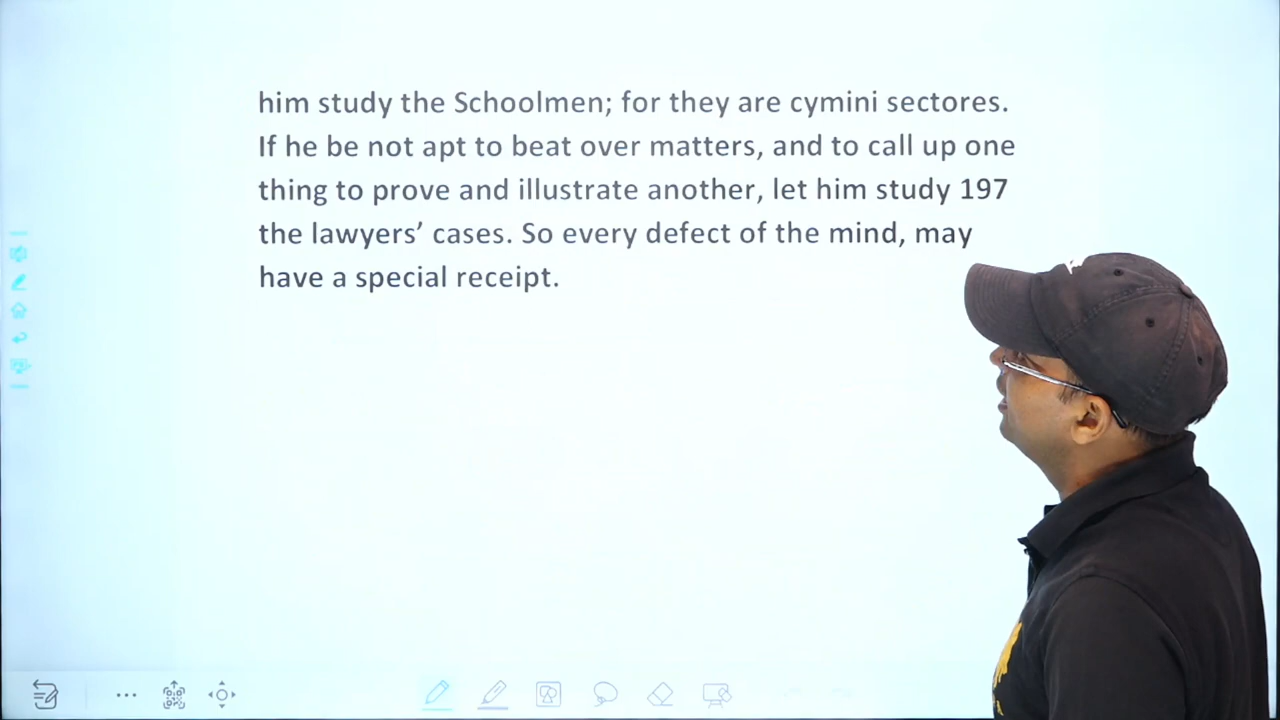 him study the Schoolmen; for they are cymini sectores.
If he be not apt to beat over matters, and to call up one
thing to prove and illustrate another, let him study 197
the lawyers’ cases. So every defect of the mind, may
have a special receipt.